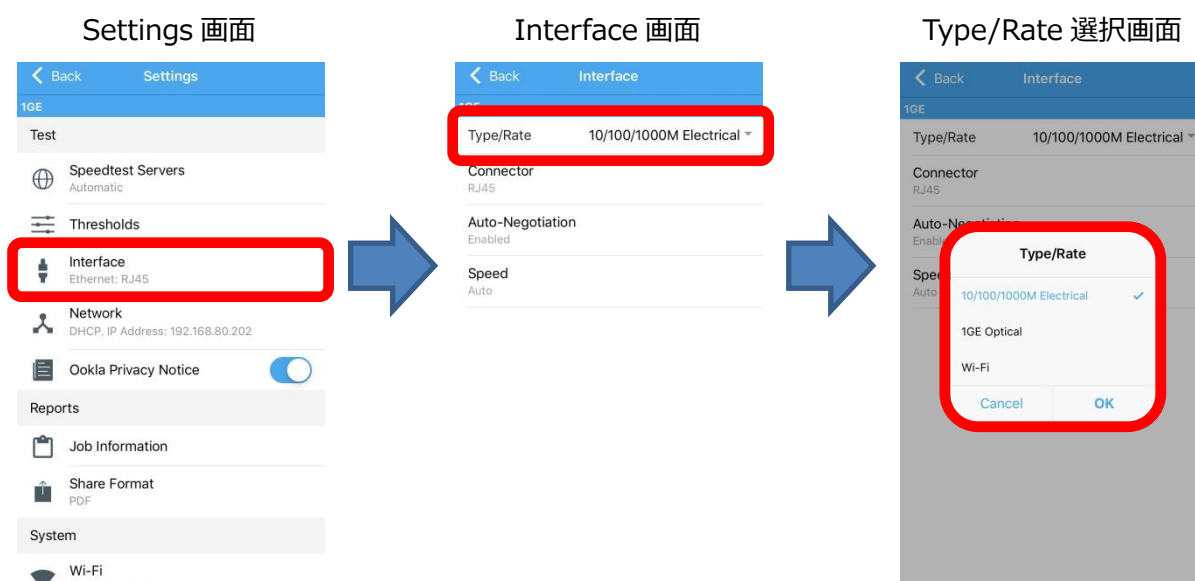 Settings 画面
Back Settings
1GE
Test
Speedtest Servers
Automatic
Thresholds
Interface
Ethernet: RJ45
Network
DHCP, IP Address: 192.168.80.202
Ookla Privacy Notice
Reports
Job Information
Share Format
PDF
System
Wi-Fi
Interface 画面
Back Interface
Type/Rate 10/100/1000M Electrical
Connector
RJ45
Auto-Negotiation
Enabled
Speed
Auto
Type/Rate 選択画面
Back Interface
1GE
Type/Rate 10/100/1000M Electrical
Connector
RJ45
Auto
Type/Rate
10/100/1000M Electrical
1GE Optical
Wi-Fi
Cancel OK